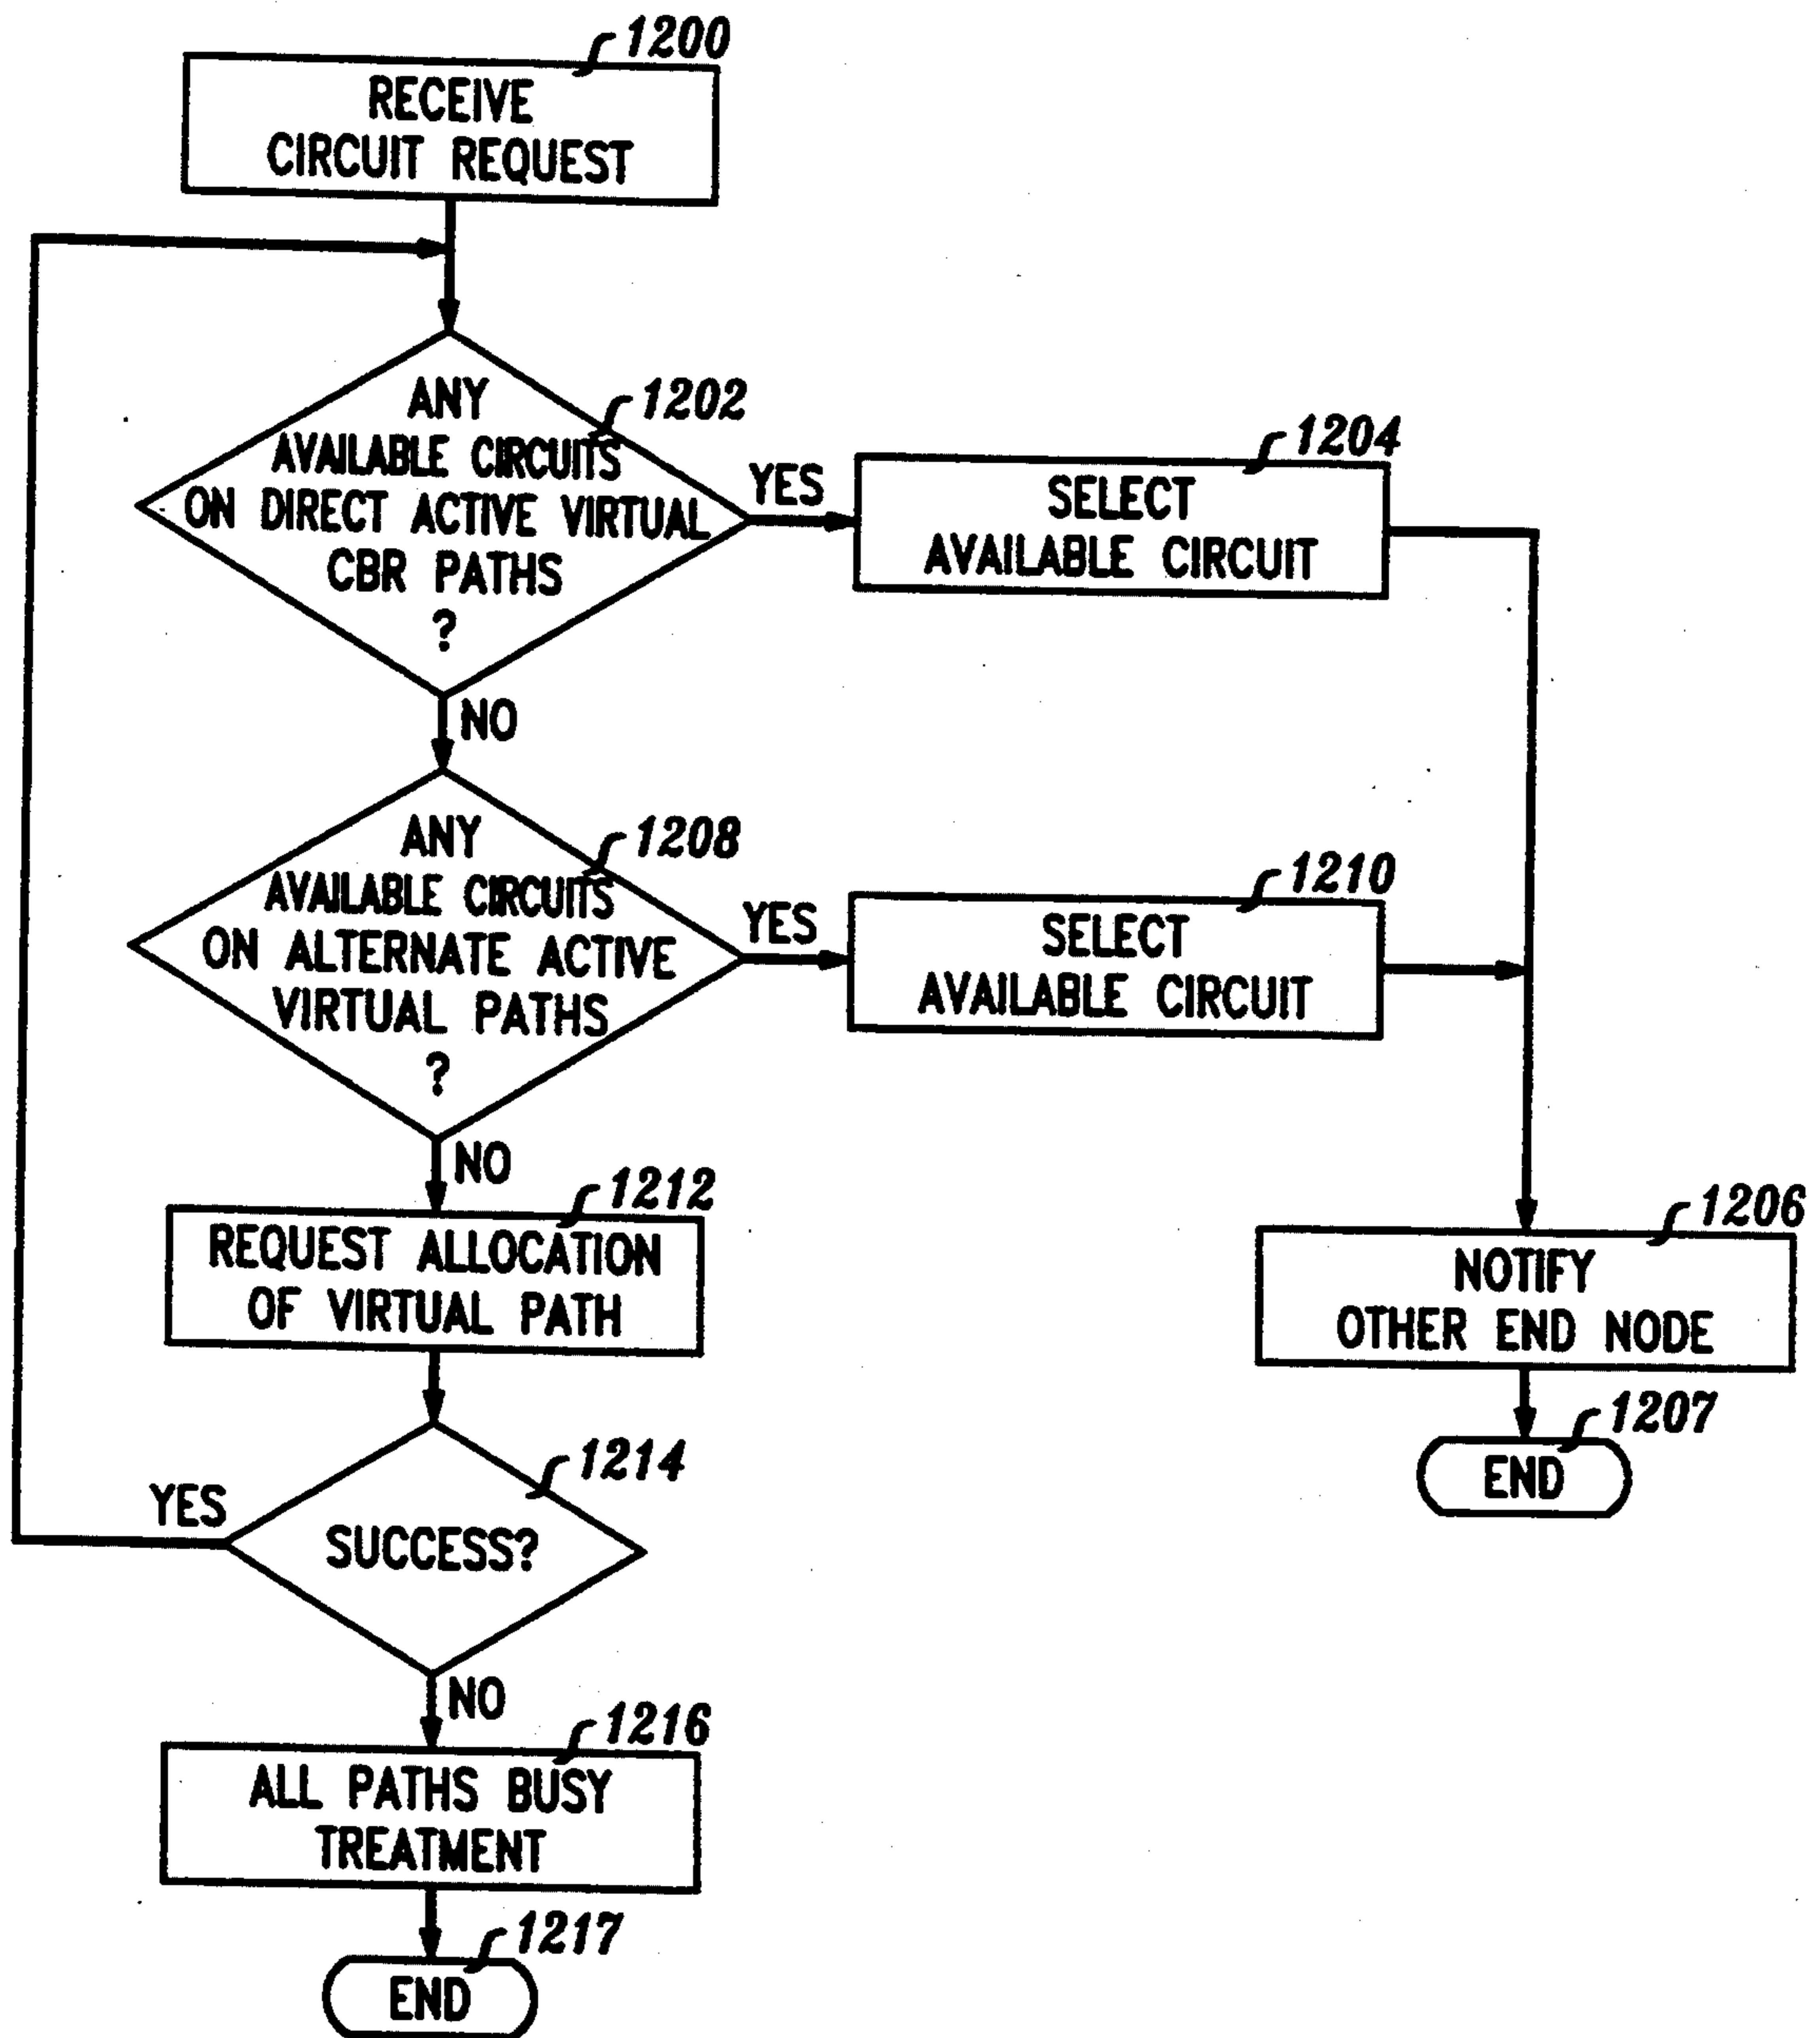 1200
RECEIVE
CIRCUIT REQUEST
1202
ANY
AVAILABLE CIRCUITS
ON DIRECT ACTIVE VIRTUAL
CBR PATHS
?
YES
1204
SELECT
AVAILABLE CIRCUIT
NO
1208
ANY
AVAILABLE CIRCUITS
ON ALTERNATE ACTIVE
VIRTUAL PATHS
?
YES
1210
SELECT
AVAILABLE CIRCUIT
NO
1212
REQUEST ALLOCATION
OF VIRTUAL PATH
1206
NOTIFY
OTHER END NODE
1207
END
1214
SUCCESS?
YES
NO
1216
ALL PATHS BUSY
TREATMENT
1217
END